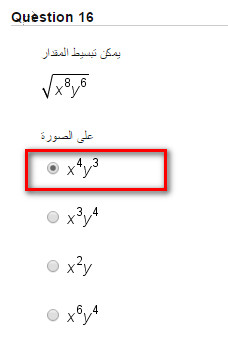 Question 16
يمكن تبسيط المقدار
√x⁸y⁶
على الصورة
x⁴y³
x³y⁴
x²y
x⁶y⁴